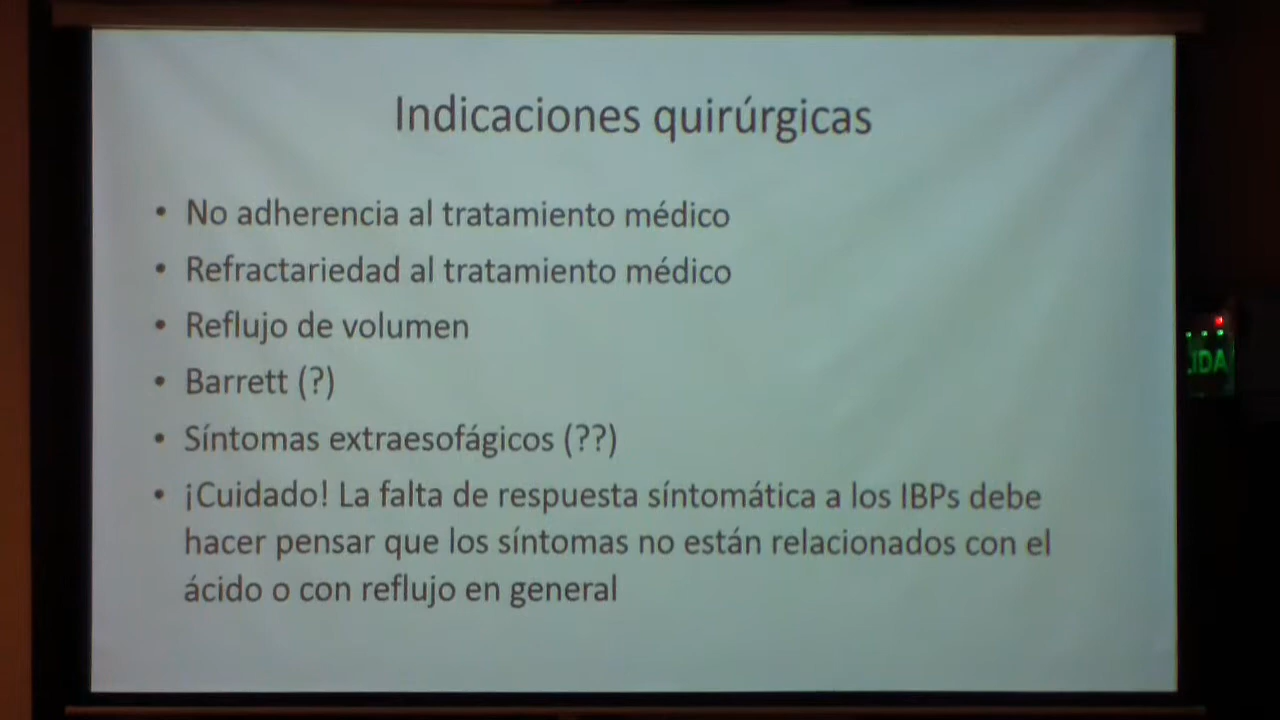 Indicaciones quirúrgicas
• No adherencia al tratamiento médico
• Refractariedad al tratamiento médico
• Reflujo de volumen
• Barrett (?)
• Síntomas extraesofágicos (??)
• ¡Cuidado! La falta de respuesta síntomática a los IBPs debe
hacer pensar que los síntomas no están relacionados con el
ácido o con reflujo en general
LIDA